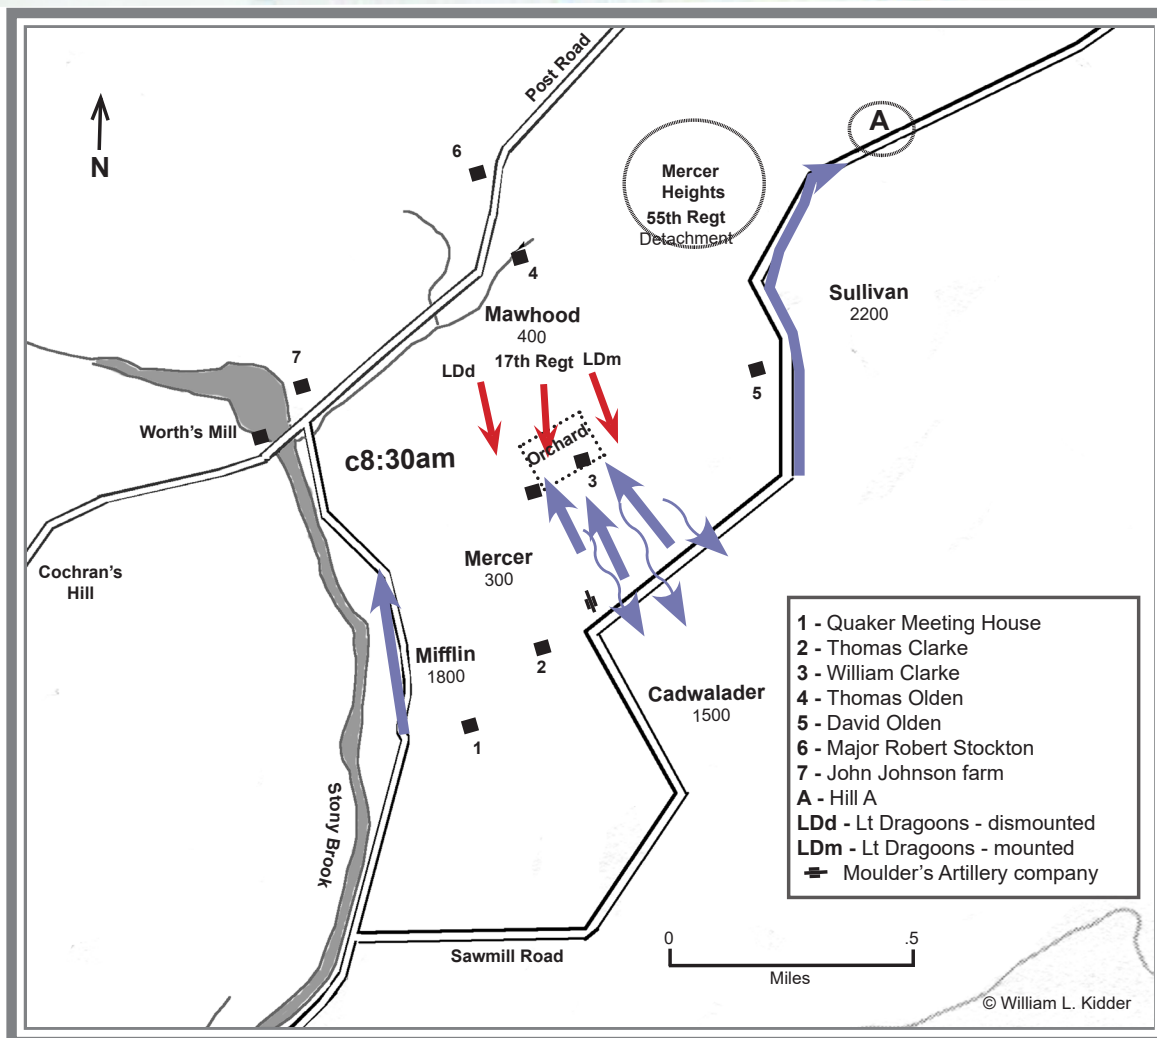 Post Road
N
6
A
Mercer
Heights
55th Regt
Detachment
4
Sullivan
2200
Mawhood
400
17th Regt
LDd
LDm
7
5
Worth's Mill
c8:30am
Orchard
3
Cochran's
Hill
Mercer
300
Mifflin
1800
2
Cadwalader
1500
1
Stony Brook
Sawmill Road
1 - Quaker Meeting House
2 - Thomas Clarke
3 - William Clarke
4 - Thomas Olden
5 - David Olden
6 - Major Robert Stockton
7 - John Johnson farm
A - Hill A
LDd - Lt Dragoons - dismounted
LDm - Lt Dragoons - mounted
Moulder's Artillery company
0 .5
Miles
© William L. Kidder